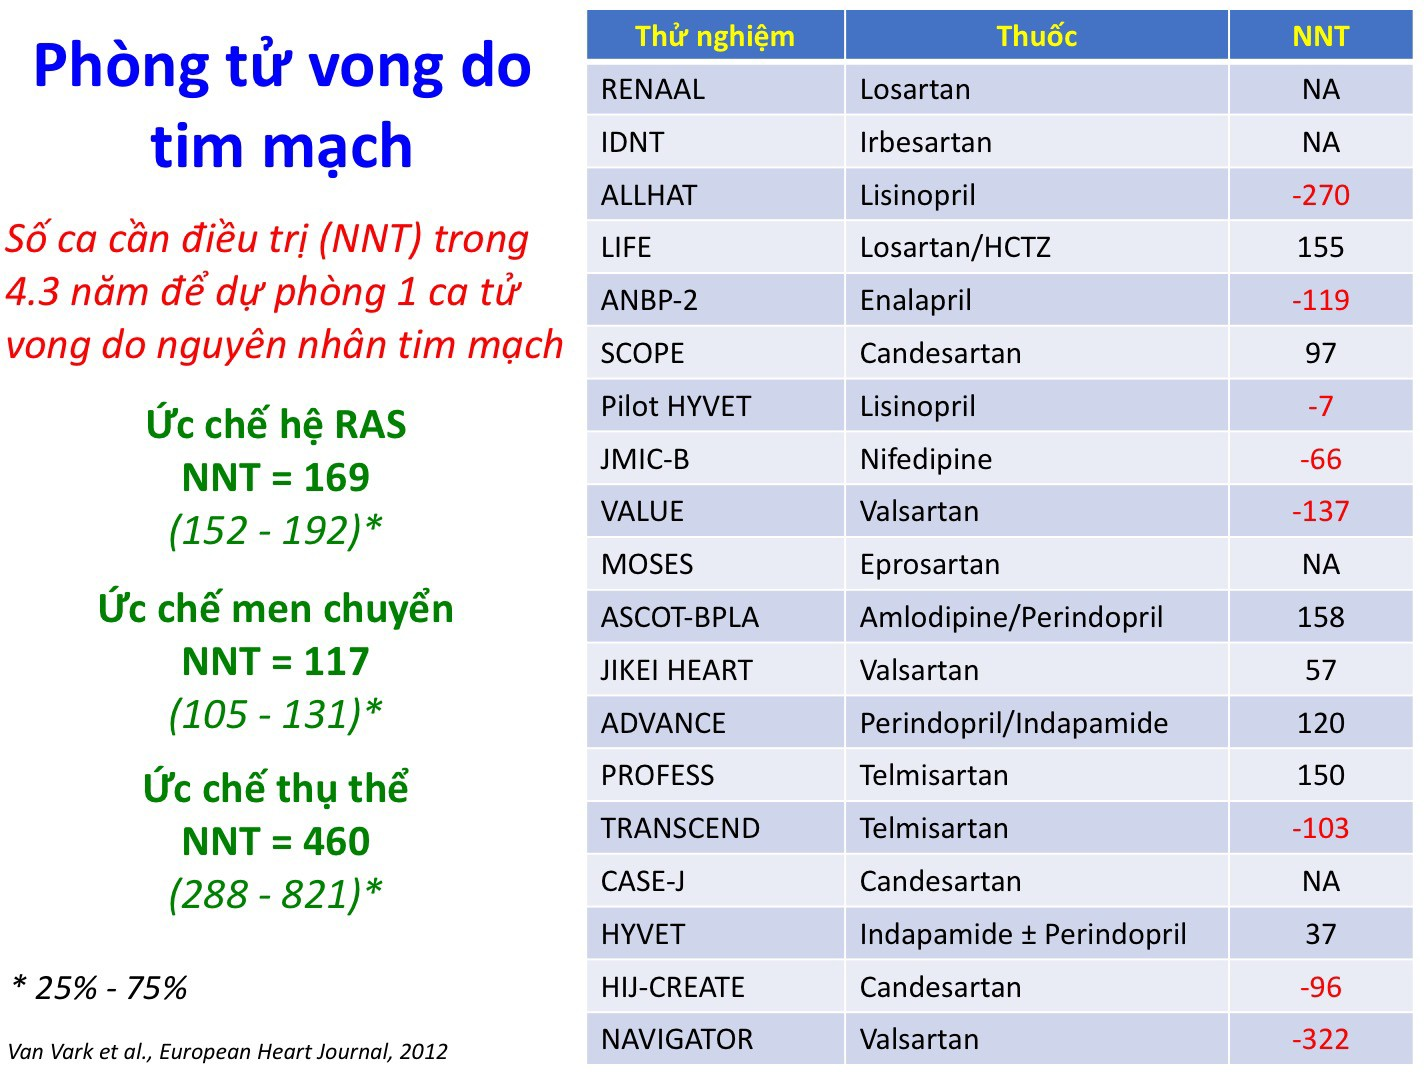 Phòng tử vong do
tim mạch
Số ca cần điều trị (NNT) trong
4.3 năm để dự phòng 1 ca tử
vong do nguyên nhân tim mạch
Ức chế hệ RAS
NNT = 169
(152 - 192)*
Ức chế men chuyển
NNT = 117
(105 - 131)*
Ức chế thụ thể
NNT = 460
(288 - 821)*
* 25% - 75%
Van Vark et al., European Heart Journal, 2012
Thử nghiệm Thuốc NNT
RENAAL Losartan NA
IDNT Irbesartan NA
ALLHAT Lisinopril -270
LIFE Losartan/HCTZ 155
ANBP-2 Enalapril -119
SCOPE Candesartan 97
Pilot HYVET Lisinopril -7
JMIC-B Nifedipine -66
VALUE Valsartan -137
MOSES Eprosartan NA
ASCOT-BPLA Amlodipine/Perindopril 158
JIKEI HEART Valsartan 57
ADVANCE Perindopril/Indapamide 120
PROFESS Telmisartan 150
TRANSCEND Telmisartan -103
CASE-J Candesartan NA
HYVET Indapamide ± Perindopril 37
HIJ-CREATE Candesartan -96
NAVIGATOR Valsartan -322